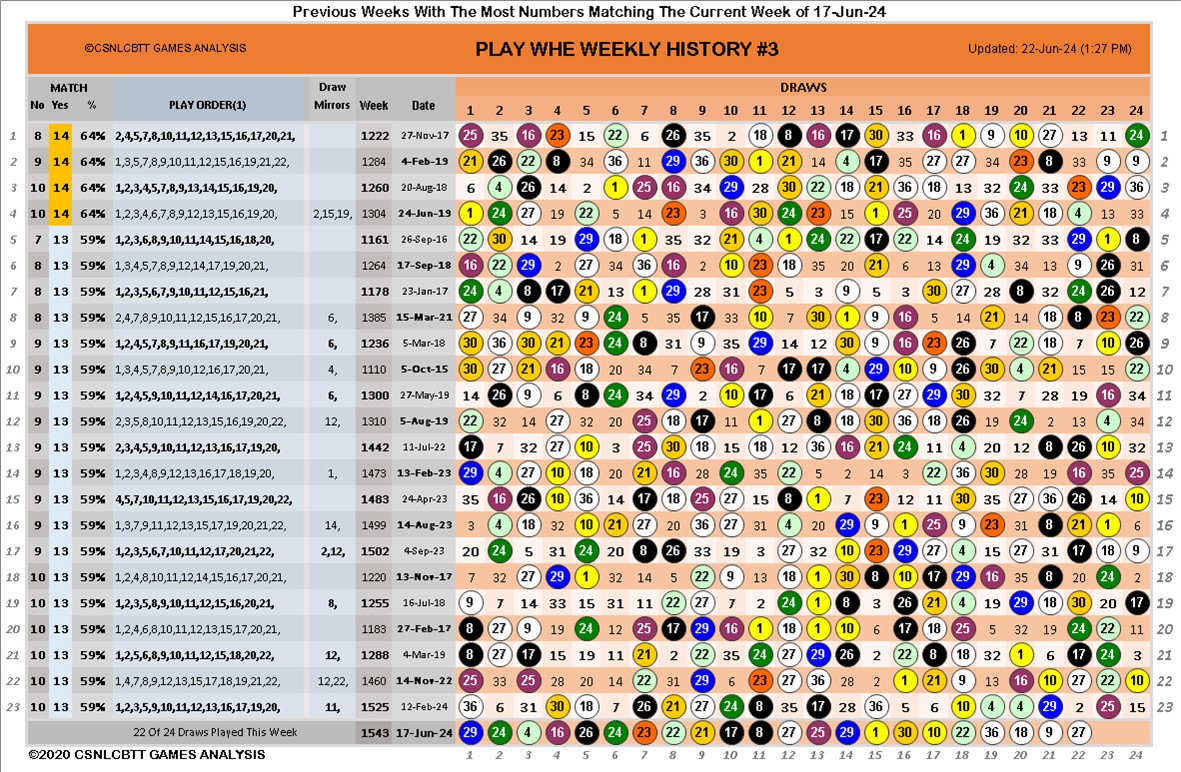 Previous Weeks With The Most Numbers Matching The Current Week of 17-Jun-24
©CSNLCBTT GAMES ANALYSIS PLAY WHE WEEKLY HISTORY #3 Updated: 22-Jun-24 (1:27 PM)
MATCH Draw DRAWS
No Yes % PLAY ORDER(1) Mirrors Week Date 1 2 3 4 5 6 7 8 9 10 11 12 13 14 15 16 17 18 19 20 21 22 23 24
1 8 14 64% 2,4,5,7,8,10,11,12,13,15,16,17,20,21, 1222 27-Nov-17 25 35 16 23 15 22 6 26 35 2 18 8 16 17 30 33 16 1 9 10 27 13 11 24 1
2 9 14 64% 1,3,5,7,8,9,10,11,12,15,16,19,21,22, 1284 4-Feb-19 21 26 22 8 34 36 11 29 36 30 1 21 14 4 17 35 27 27 34 23 8 33 9 9 2
3 10 14 64% 1,2,3,4,5,7,8,9,13,14,15,16,19,20, 1260 20-Aug-18 6 4 26 14 2 1 25 16 34 29 28 30 22 18 21 36 18 13 32 24 33 23 29 36 3
4 10 14 64% 1,2,3,4,6,7,8,9,12,13,15,16,19,20, 2,15,19, 1304 24-Jun-19 1 24 27 19 22 5 14 23 3 16 30 24 23 15 1 25 20 29 36 21 18 4 13 33 4
5 7 13 59% 1,2,3,6,8,9,10,11,14,15,16,18,20, 1161 26-Sep-16 22 30 14 19 29 18 1 35 32 21 4 1 24 22 17 22 14 24 19 32 33 29 1 8 5
6 8 13 59% 1,3,4,5,7,8,9,12,14,17,19,20,21, 1264 17-Sep-18 16 22 29 2 27 34 36 16 2 10 23 18 35 20 21 6 13 29 4 34 13 9 26 31 6
7 8 13 59% 1,2,3,5,6,7,9,10,11,12,15,16,21, 1178 23-Jan-17 24 4 8 17 21 13 1 29 28 31 23 5 3 9 5 3 30 27 28 8 32 24 26 12 7
8 8 13 59% 2,4,7,8,9,10,11,12,15,16,17,20,21, 6, 1385 15-Mar-21 27 34 9 32 9 24 5 35 17 33 10 7 30 1 9 16 5 14 21 14 18 8 23 22 8
9 9 13 59% 1,2,4,5,7,8,9,11,16,17,19,20,21, 6, 1236 5-Mar-18 30 36 30 21 23 24 8 31 9 35 29 14 12 30 9 16 23 26 7 22 18 7 10 26 9
10 9 13 59% 1,3,4,5,7,8,9,10,12,16,17,20,21, 4, 1110 5-Oct-15 30 27 21 16 18 20 34 7 23 16 7 17 17 4 29 10 9 26 30 4 21 15 15 22 10
11 9 13 59% 1,2,4,5,9,10,11,12,14,16,17,20,21, 6, 1300 27-May-19 14 26 9 6 8 24 34 29 2 10 17 6 21 18 17 27 29 30 32 7 28 19 16 34 11
12 9 13 59% 2,3,5,8,10,11,12,13,15,16,19,20,22, 12, 1310 5-Aug-19 22 32 14 27 32 20 25 18 17 11 1 27 8 18 30 36 18 26 19 24 2 13 4 34 12
13 9 13 59% 2,3,4,5,9,10,11,12,13,16,17,19,20, 1442 11-Jul-22 17 7 32 27 10 3 25 30 18 15 18 12 36 16 21 24 11 4 20 12 8 26 10 32 13
14 9 13 59% 1,2,3,4,8,9,12,13,16,17,18,19,20, 1, 1473 13-Feb-23 29 4 27 10 18 20 21 16 28 24 35 22 5 2 14 22 36 30 28 19 16 34 25 14
15 9 13 59% 4,5,7,10,11,12,13,15,16,17,19,20,22, 1483 24-Apr-23 35 16 26 10 36 14 17 18 25 27 15 8 1 7 23 12 11 30 35 27 36 26 14 10 15
16 9 13 59% 1,3,7,9,11,12,13,15,17,19,20,21,22, 14, 1499 14-Aug-23 3 4 18 32 10 21 27 20 36 27 31 4 20 29 9 1 25 9 23 31 8 21 1 6 16
17 9 13 59% 1,2,3,5,6,7,10,11,12,17,20,21,22, 2,12, 1502 4-Sep-23 20 24 5 31 24 20 8 26 33 19 3 27 32 10 23 29 27 4 15 27 31 17 18 9 17
18 10 13 59% 1,2,4,8,10,11,12,14,15,16,17,20,21, 1220 13-Nov-17 7 32 27 29 1 32 14 5 22 9 13 18 1 30 8 10 17 29 16 35 8 20 24 2 18
19 10 13 59% 1,2,3,5,8,9,10,11,12,15,16,20,21, 8, 1255 16-Jul-18 9 7 14 33 15 31 11 22 27 7 2 24 1 8 3 26 21 4 19 29 18 30 20 17 19
20 10 13 59% 1,2,4,6,8,10,11,12,13,15,17,20,21, 1183 27-Feb-17 8 27 9 19 24 12 25 17 29 16 1 18 1 10 6 17 18 25 5 32 19 24 22 11 20
21 10 13 59% 1,2,5,6,8,9,10,11,12,15,18,20,22, 12, 1288 4-Mar-19 8 27 17 15 19 11 21 2 22 35 24 27 29 26 2 22 8 18 32 1 6 17 24 3 21
22 10 13 59% 2,4,7,8,9,12,13,15,17,18,19,21,22, 12,22, 1460 14-Nov-22 25 33 25 28 20 14 22 31 29 6 23 27 36 28 2 1 21 9 13 20 16 10 27 22 10 22
23 10 13 59% 1,2,3,5,9,10,12,13,14,16,17,19,20, 11, 1525 12-Feb-24 36 6 31 30 18 7 26 21 27 24 8 35 17 28 36 5 6 10 4 4 29 2 25 15 23
22 Of 24 Draws Played This Week 1543 17-Jun-24 29 24 4 16 26 24 23 22 21 17 8 27 25 29 1 30 10 22 36 18 9 27
©2020 CSNLCBTT GAMES ANALYSIS 1 2 3 4 5 6 7 8 9 10 11 12 13 14 15 16 17 18 19 20 21 22 23 24